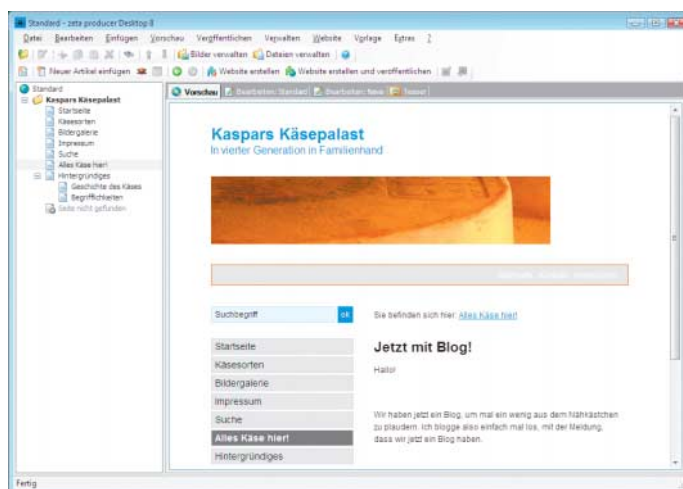 Standard - zeta producer Desktop 8
Datei Bearbeiten Einfügen Vorschau Veröffentlichen Verwalten Website Vorlage Extras ?
Bilder verwalten Dateien verwalten
Neuer Artikel einfügen Website erstellen Website erstellen und veröffentlichen
Standard
Kaspars Käsepalast
Startseite
Käsesorten
Bildergalerie
Impressum
Suche
Alles Käse hier!
Hintergründiges
Geschichte des Käses
Begrifflichkeiten
Seite nicht gefunden
Vorschau Bearbeiten: Standard Bearbeiten: News Teaser
Kaspars Käsepalast
In vierter Generation in Familienhand
Suchbegriff ok
Sie befinden sich hier: Alles Käse hier!
Startseite
Käsesorten
Bildergalerie
Impressum
Suche
Alles Käse hier!
Hintergründiges
Jetzt mit Blog!
Hallo!
Wir haben jetzt ein Blog, um mal ein wenig aus dem Nähkästchen
zu plaudern. Ich blogge also einfach mal los, mit der Meldung,
dass wir jetzt ein Blog haben.
Fertig